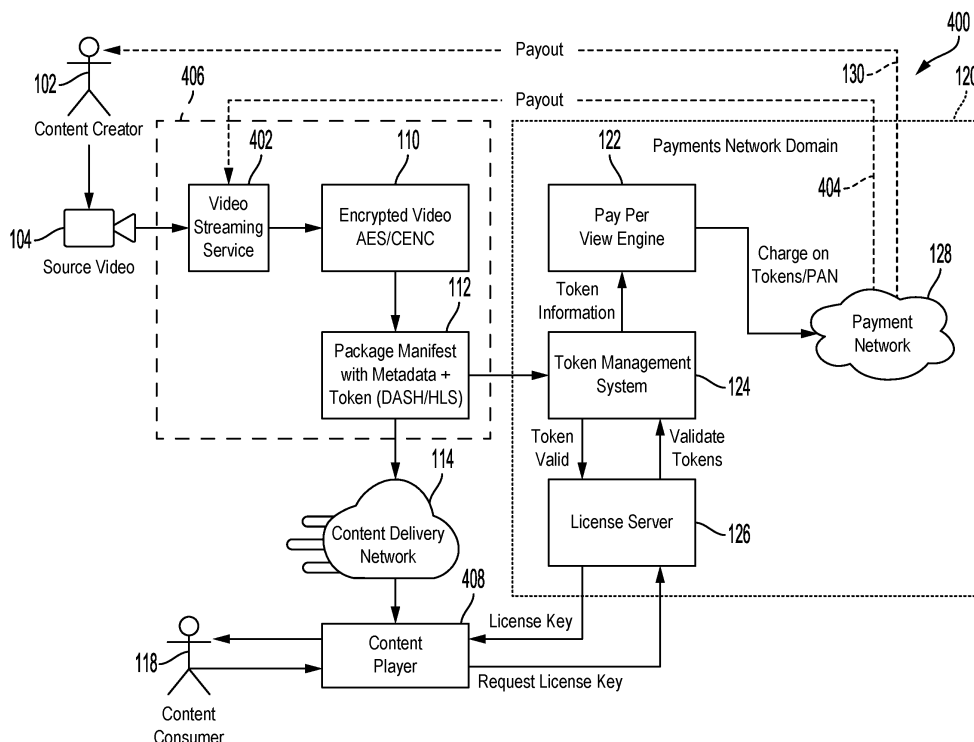 400
Payout
130
120
102
406
Payout
Content Creator
402
110
122
Payments Network Domain
404
Video
Streaming
Service
Encrypted Video
AES/CENC
Pay Per
View Engine
104
Source Video
Charge on
Tokens/PAN
128
112
Token
Information
Payment
Network
Package Manifest
with Metadata +
Token (DASH/HLS)
Token Management
System
124
Token
Valid
Validate
Tokens
114
Content Delivery
Network
License Server
126
408
License Key
118
Content
Player
Request License Key
Content
Consumer